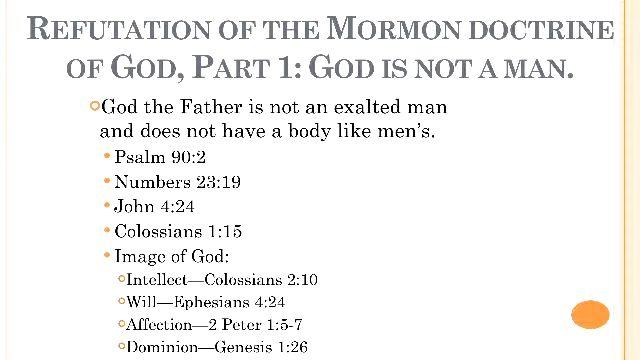 REFUTATION OF THE MORMON DOCTRINE
OF GOD, PART 1: GOD IS NOT A MAN.
God the Father is not an exalted man
and does not have a body like men's.
Psalm 90:2
Numbers 23:19
John 4:24
Colossians 1:15
Image of God:
Intellect—Colossians 2:10
Will—Ephesians 4:24
Affection—2 Peter 1:5-7
Dominion—Genesis 1:26